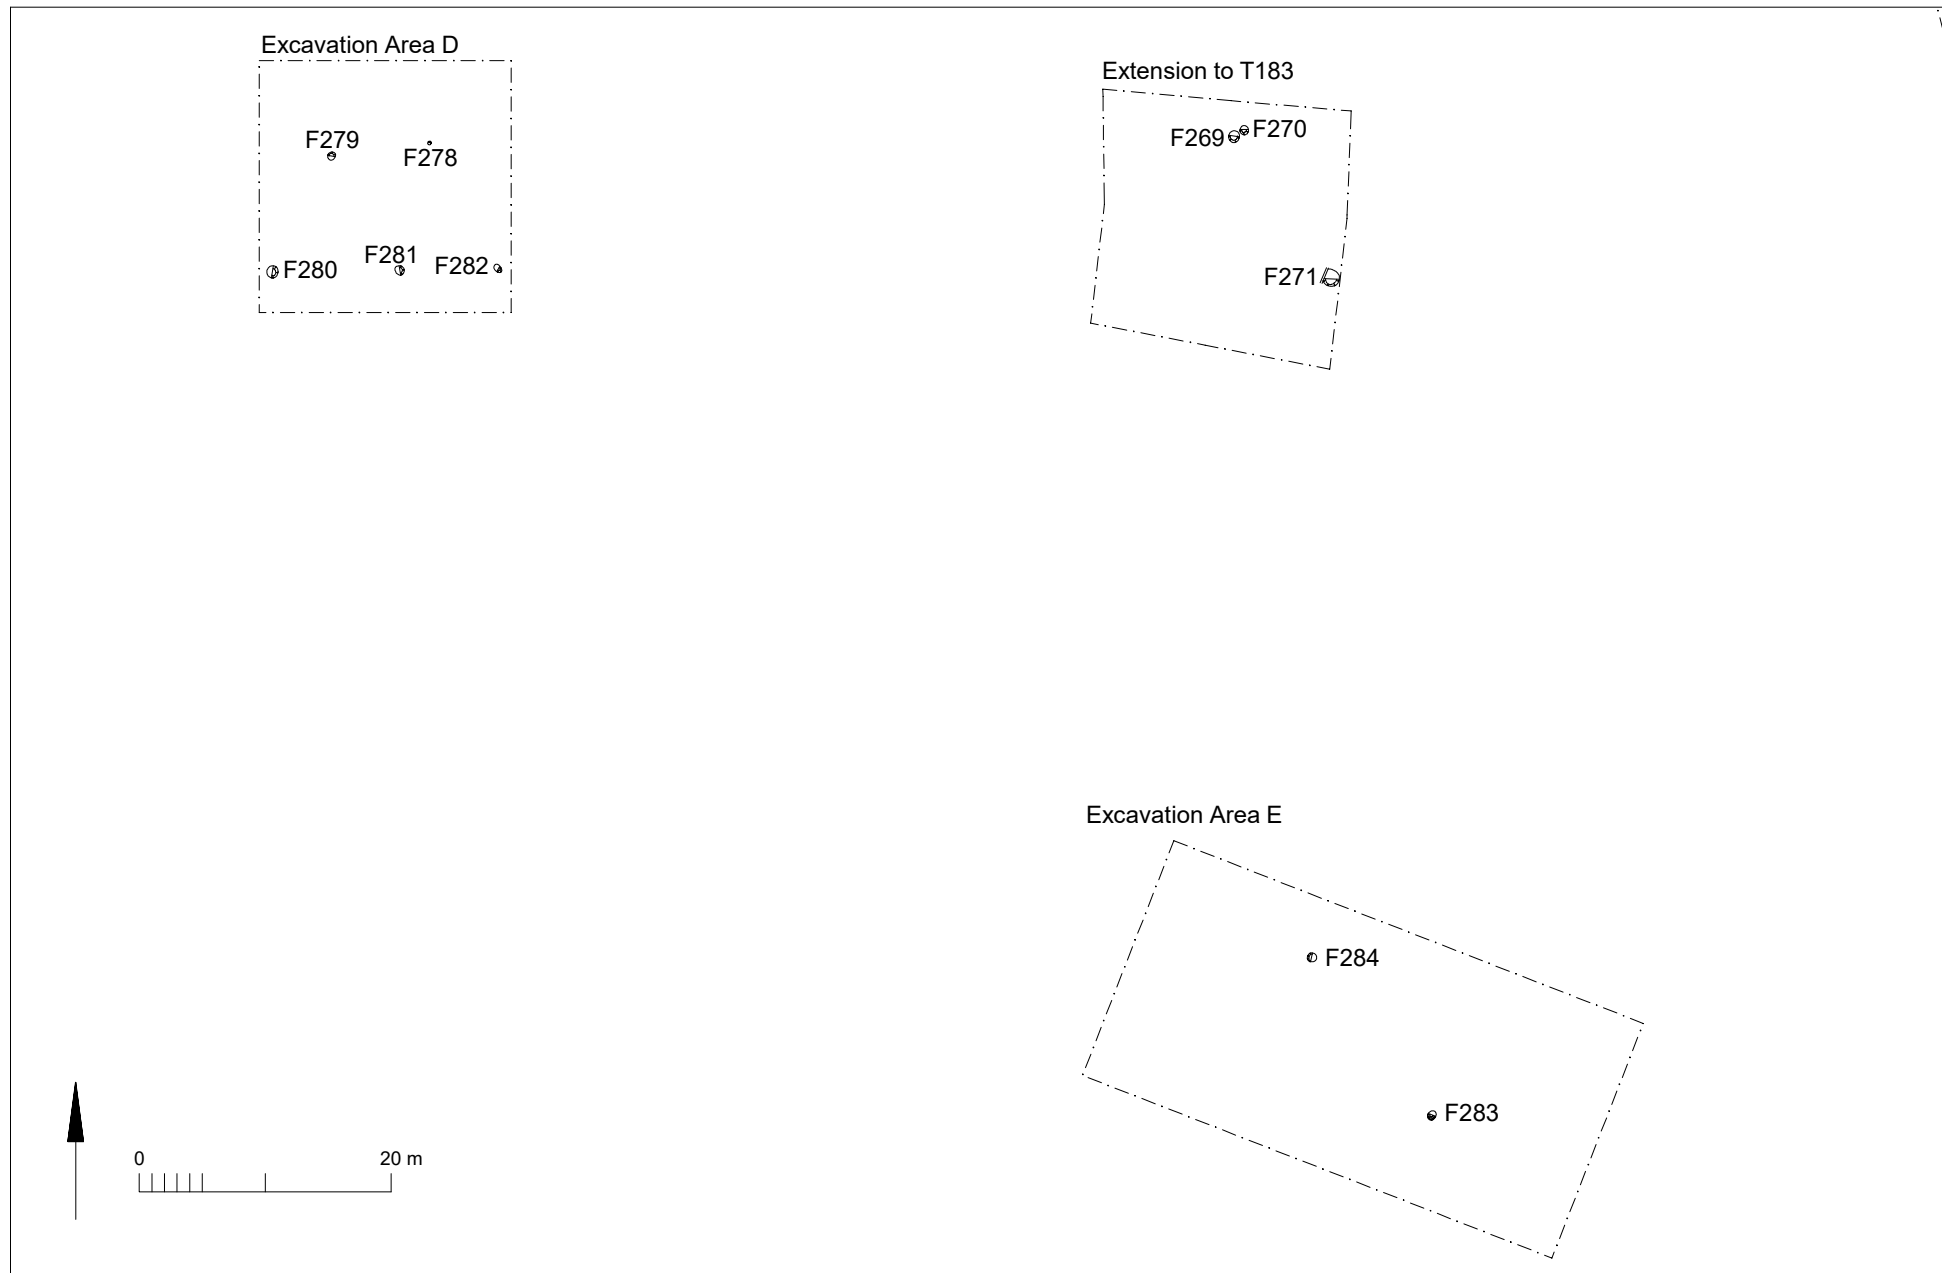 Excavation Area D
Extension to T183
F279
F278
F269
F270
F280
F281
F282
F271
Excavation Area E
F284
F283
0
20 m